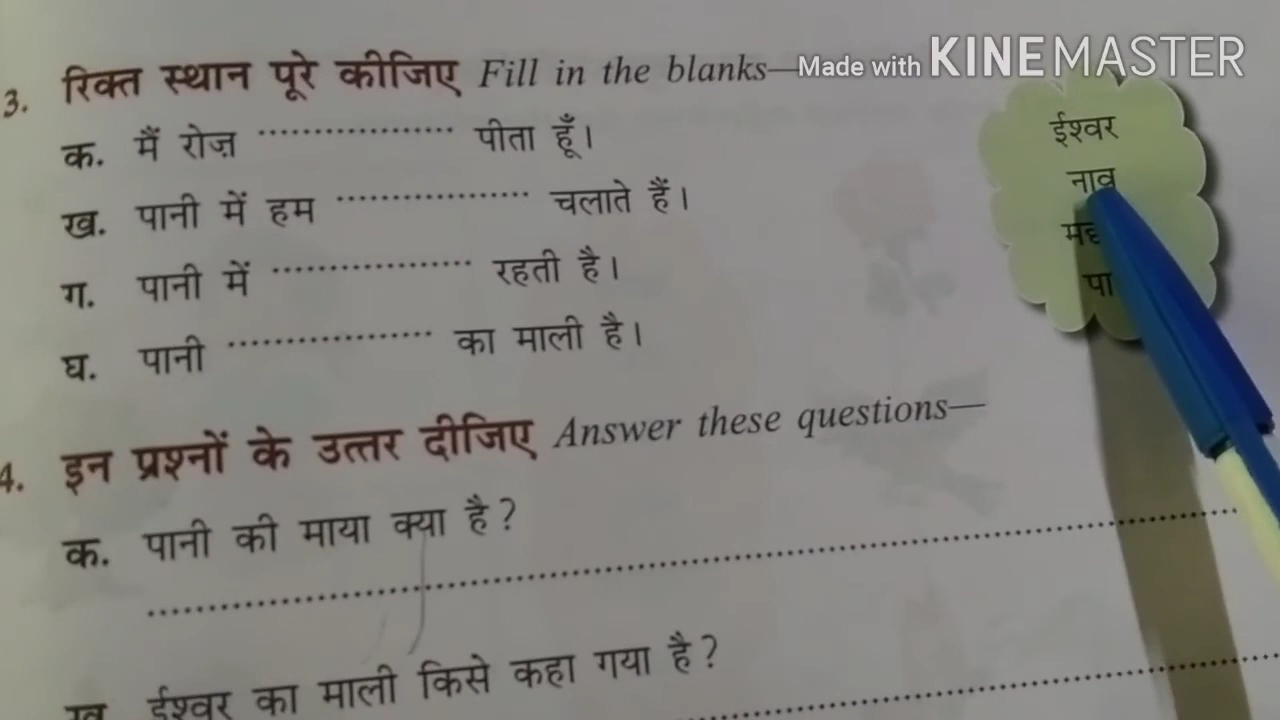 Made with KINEMASTER
3. रिक्त स्थान पूरे कीजिए Fill in the blanks—
क. मैं रोज़ .................... पीता हूँ।
ख. पानी में हम .................... चलाते हैं।
ग. पानी में .................... रहती है।
घ. पानी .................... का माली है।
ईश्वर
नाव
4. इन प्रश्नों के उत्तर दीजिए Answer these questions—
क. पानी की माया क्या है?
ख ईश्वर का माली किसे कहा गया है?